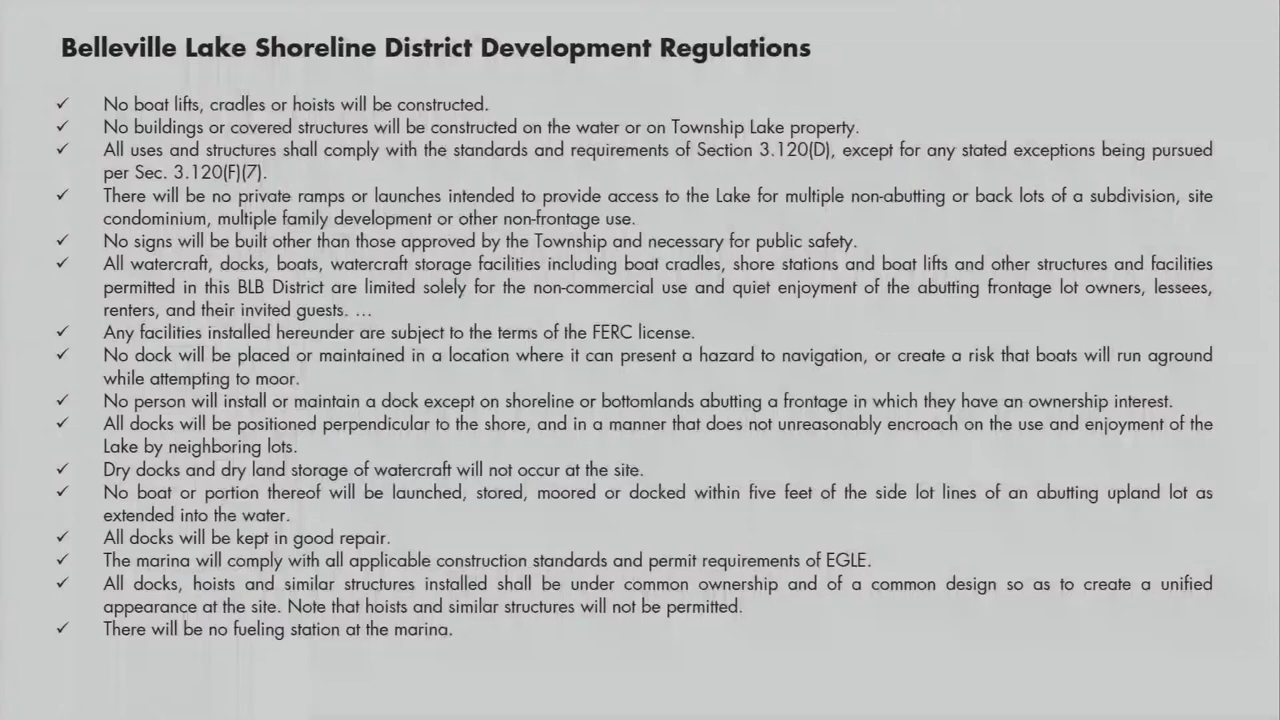 Belleville Lake Shoreline District Development Regulations
✓ No boat lifts, cradles or hoists will be constructed.
✓ No buildings or covered structures will be constructed on the water or on Township Lake property.
✓ All uses and structures shall comply with the standards and requirements of Section 3.120(D), except for any stated exceptions being pursued
per Sec. 3.120(F)(7).
✓ There will be no private ramps or launches intended to provide access to the Lake for multiple non-abutting or back lots of a subdivision, site
condominium, multiple family development or other non-frontage use.
✓ No signs will be built other than those approved by the Township and necessary for public safety.
✓ All watercraft, docks, boats, watercraft storage facilities including boat cradles, shore stations and boat lifts and other structures and facilities
permitted in this BLB District are limited solely for the non-commercial use and quiet enjoyment of the abutting frontage lot owners, lessees,
renters, and their invited guests. …
✓ Any facilities installed hereunder are subject to the terms of the FERC license.
✓ No dock will be placed or maintained in a location where it can present a hazard to navigation, or create a risk that boats will run aground
while attempting to moor.
✓ No person will install or maintain a dock except on shoreline or bottomlands abutting a frontage in which they have an ownership interest.
✓ All docks will be positioned perpendicular to the shore, and in a manner that does not unreasonably encroach on the use and enjoyment of the
Lake by neighboring lots.
✓ Dry docks and dry land storage of watercraft will not occur at the site.
✓ No boat or portion thereof will be launched, stored, moored or docked within five feet of the side lot lines of an abutting upland lot as
extended into the water.
✓ All docks will be kept in good repair.
✓ The marina will comply with all applicable construction standards and permit requirements of EGLE.
✓ All docks, hoists and similar structures installed shall be under common ownership and of a common design so as to create a unified
appearance at the site. Note that hoists and similar structures will not be permitted.
✓ There will be no fueling station at the marina.